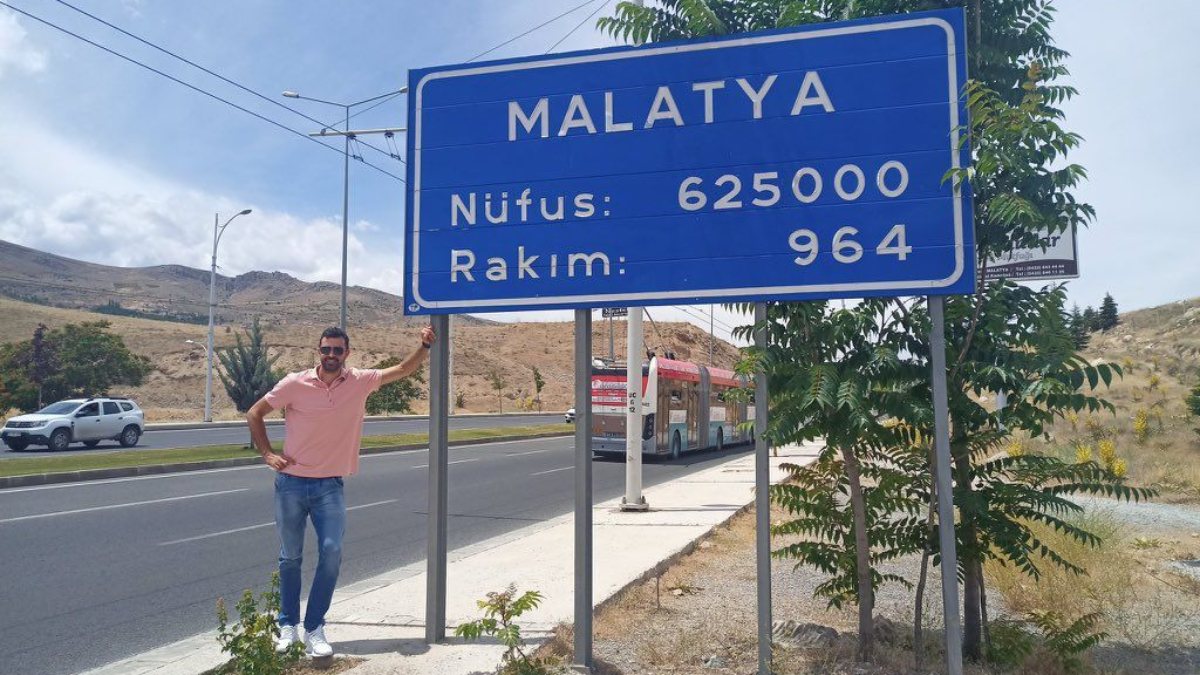 MALATYA
Nüfus: 625000
Rakım: 964